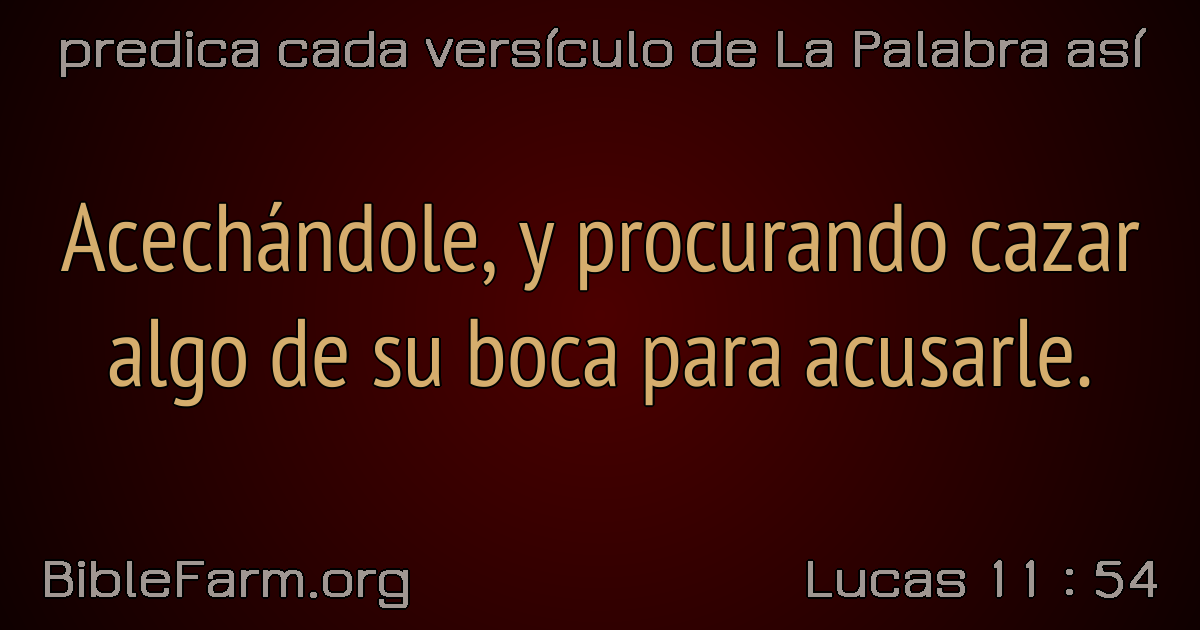 predica cada versículo de La Palabra así
Acechándole, y procurando cazar
algo de su boca para acusarle.
BibleFarm.org
Lucas 11 : 54